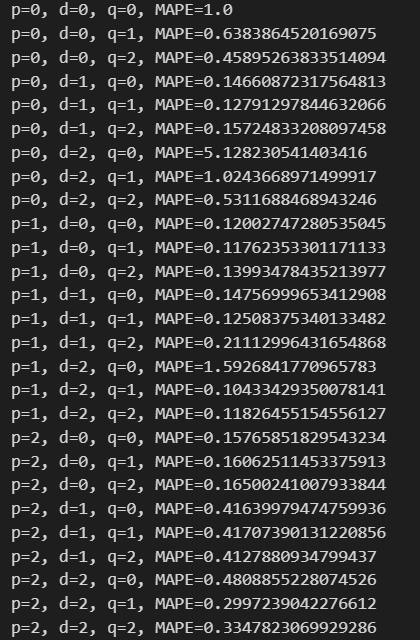 p=0, d=0, q=0, MAPE=1.0
p=0, d=0, q=1, MAPE=0.6383864520169075
p=0, d=0, q=2, MAPE=0.45895263833514094
p=0, d=1, q=0, MAPE=0.14660872317564813
p=0, d=1, q=1, MAPE=0.12791297844632066
p=0, d=1, q=2, MAPE=0.15724833208097458
p=0, d=2, q=0, MAPE=5.128230541403416
p=0, d=2, q=1, MAPE=1.0243668971499917
p=0, d=2, q=2, MAPE=0.5311688468943246
p=1, d=0, q=0, MAPE=0.12002747280535045
p=1, d=0, q=1, MAPE=0.11762353301171133
p=1, d=0, q=2, MAPE=0.13993478435213977
p=1, d=1, q=0, MAPE=0.14756999653412908
p=1, d=1, q=1, MAPE=0.12508375340133482
p=1, d=1, q=2, MAPE=0.21112996431654868
p=1, d=2, q=0, MAPE=1.5926841770965783
p=1, d=2, q=1, MAPE=0.10433429350078141
p=1, d=2, q=2, MAPE=0.11826455154556127
p=2, d=0, q=0, MAPE=0.15765851829543234
p=2, d=0, q=1, MAPE=0.16062511453375913
p=2, d=0, q=2, MAPE=0.16500241007933844
p=2, d=1, q=0, MAPE=0.41639979474759936
p=2, d=1, q=1, MAPE=0.41707390131220856
p=2, d=1, q=2, MAPE=0.4127880934799437
p=2, d=2, q=0, MAPE=0.4808855228074526
p=2, d=2, q=1, MAPE=0.2997239042276612
p=2, d=2, q=2, MAPE=0.3347823069929286